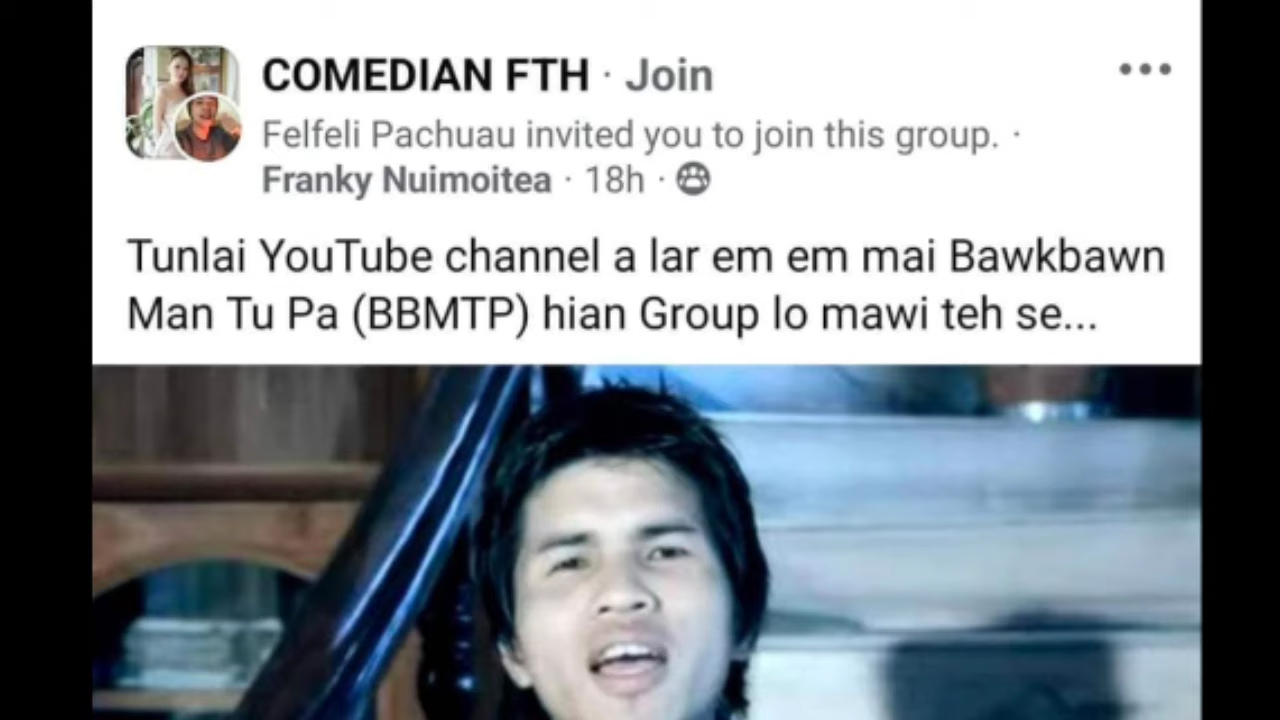 COMEDIAN FTH · Join
Felfeli Pachuau invited you to join this group. ·
Franky Nuimoitea · 18h ·
Tunlai YouTube channel a lar em em mai Bawkbawn
Man Tu Pa (BBMTP) hian Group lo mawi teh se...